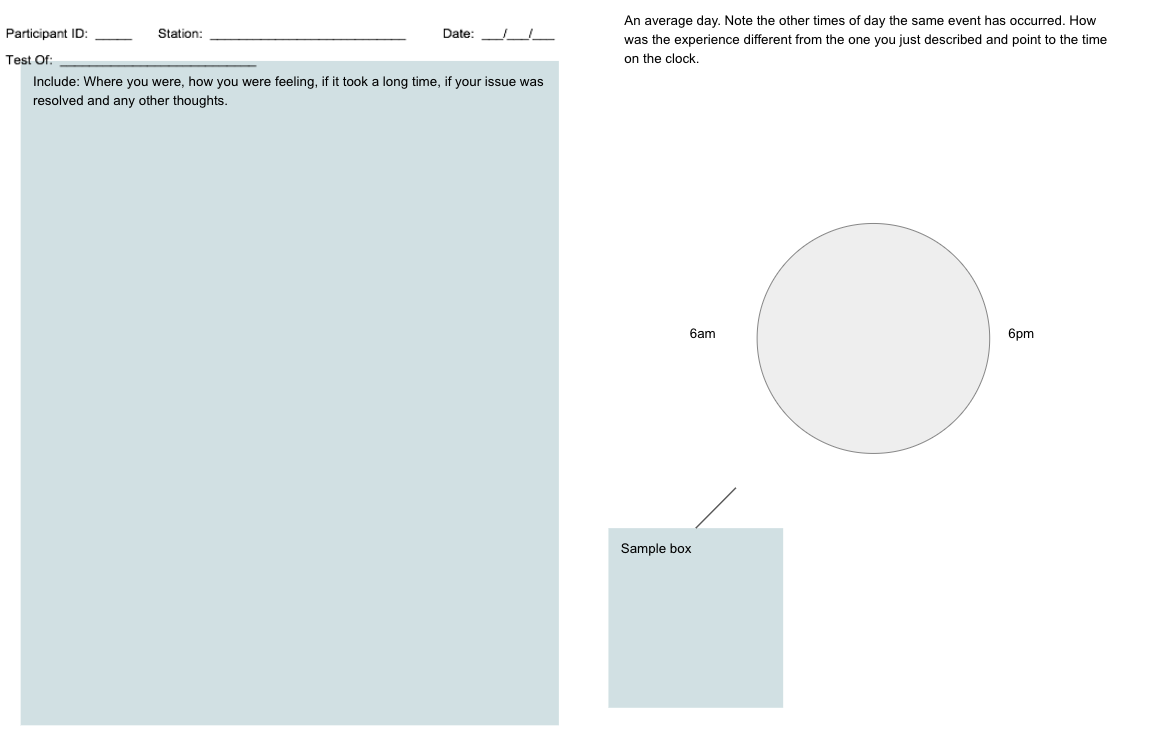 Participant ID: _____ Station: ___________________________ Date: ___/___/___
Test Of: ___________________________
Include: Where you were, how you were feeling, if it took a long time, if your issue was
resolved and any other thoughts.
An average day. Note the other times of day the same event has occurred. How
was the experience different from the one you just described and point to the time
on the clock.
6am
6pm
Sample box